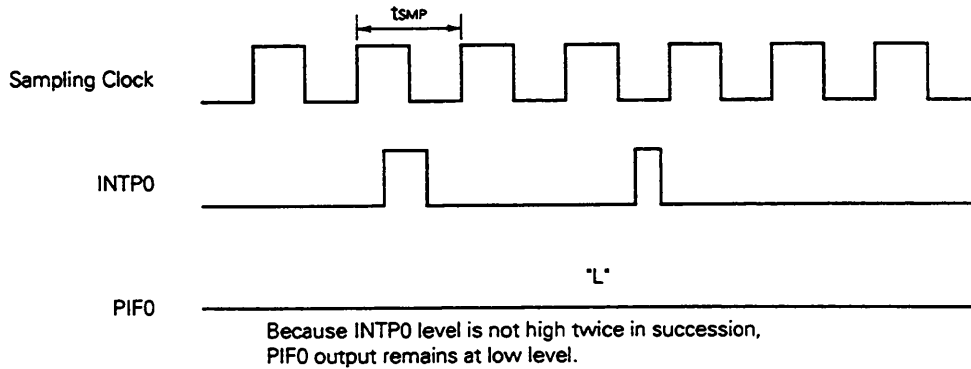 tSMP
Sampling Clock
INTP0
"L"
PIF0
Because INTP0 level is not high twice in succession,
PIF0 output remains at low level.